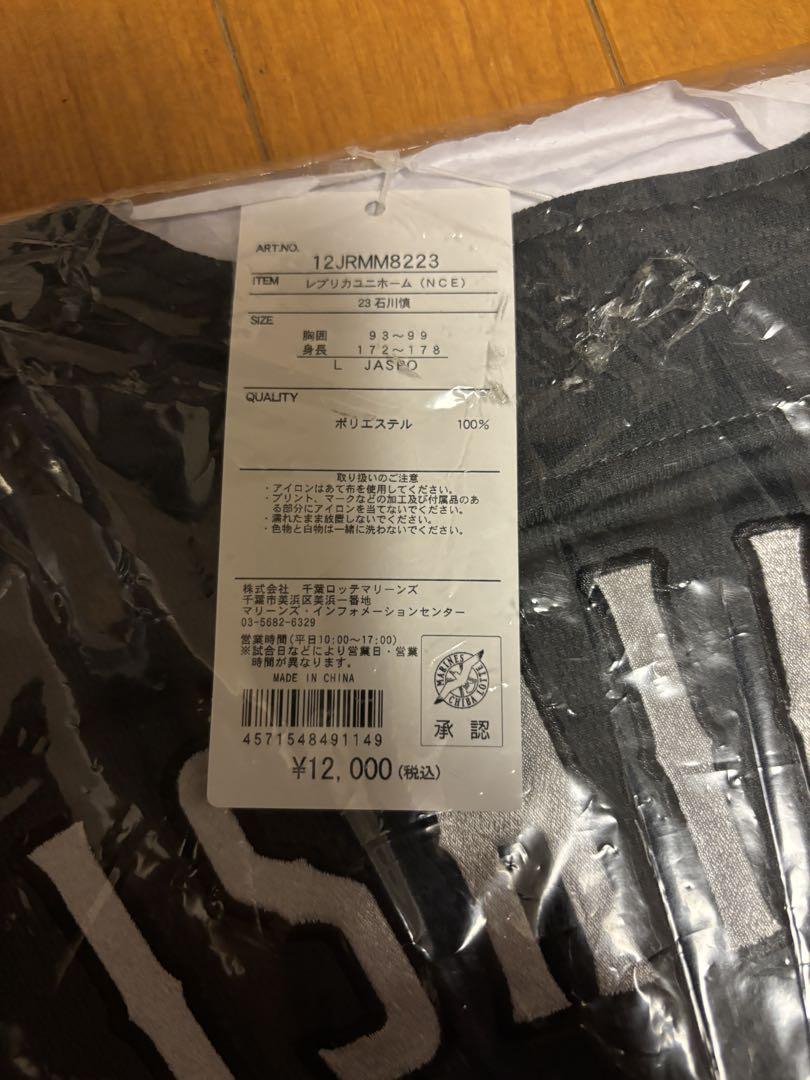 ART.NO.
12JRMM8223
ITEM レプリカユニホーム（NCE）
23 石川慎
SIZE
胸囲 93～99
身長 172～178
L JASPO
QUALITY
ポリエステル 100%
取り扱いのご注意
・アイロンはあて布を使用してください。
・プリント、マークなどの加工及び付属品のあ
る部分にアイロンを当てないでください。
・濡れたまま放置しないでください。
・色物と白物は一緒に洗わないでください。
株式会社 千葉ロッテマリーンズ
千葉市美浜区美浜一番地
マリーンズ・インフォメーションセンター
03-5682-6329
営業時間(平日10:00～17:00)
※試合日などにより営業日・営業
時間が異なります。
MADE IN CHINA
MARINES
CHIBA LOTTE
承認
4571548491149
¥12,000(税込)
ISH